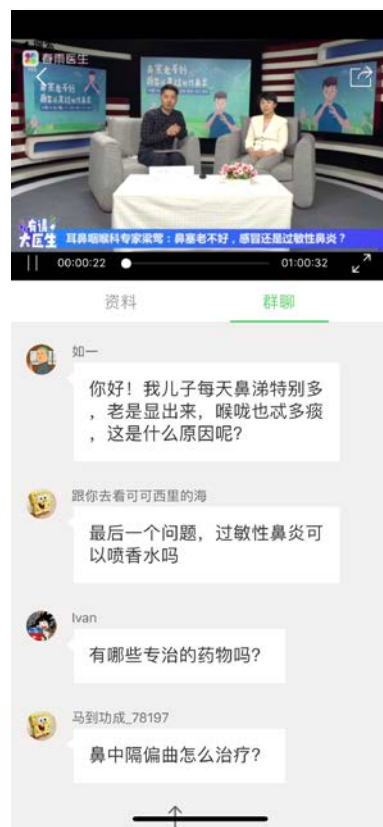 春雨医生
有请
大医生
耳鼻咽喉科专家梁莺：鼻塞老不好，感冒还是过敏性鼻炎？
00:00:22
01:00:32
资料
群聊
如一
你好！我儿子每天鼻涕特别多
，老是显出来，喉咙也忒多痰
，这是什么原因呢？
跟你去看可可西里的海
最后一个问题，过敏性鼻炎可
以喷香水吗
Ivan
有哪些专治的药物吗？
马到功成_78197
鼻中隔偏曲怎么治疗？